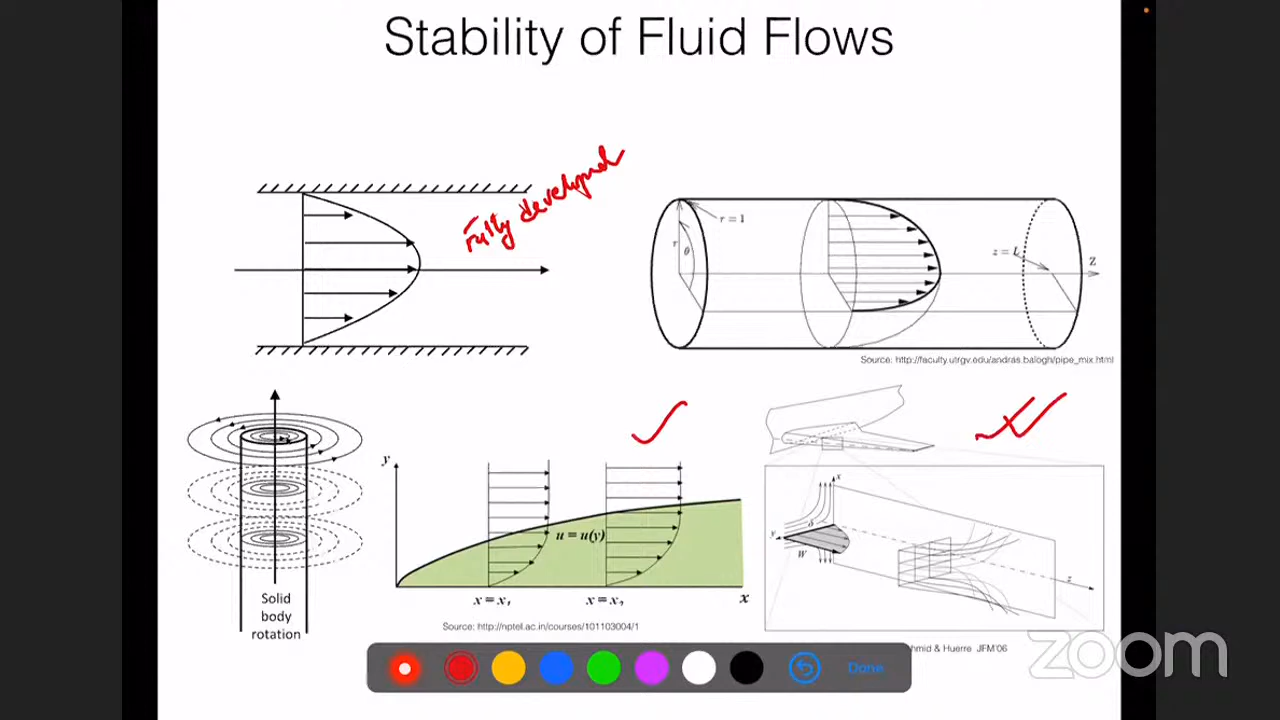 Stability of Fluid Flows
Fully developed
r = 1
r
θ
z = L
Z
Source: http://faculty.utrgv.edu/andras.balogh/pipe_mix.html
Solid
body
rotation
y
u = u(y)
x = x₁
x = x₂
x
Source: http://nptel.ac.in/courses/101103004/1
x
δ
y
W
z
hmid & Huerre JFM'06
zoom
Done